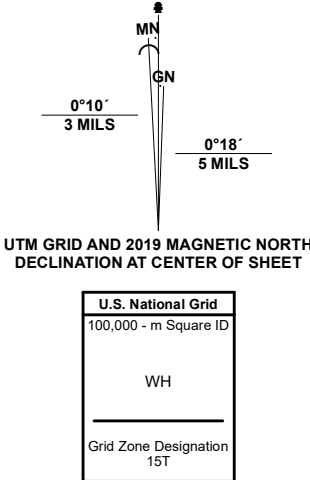 MN
GN
0°10´
3 MILS
0°18´
5 MILS
UTM GRID AND 2019 MAGNETIC NORTH
DECLINATION AT CENTER OF SHEET
U.S. National Grid
100,000 - m Square ID
WH
Grid Zone Designation
15T